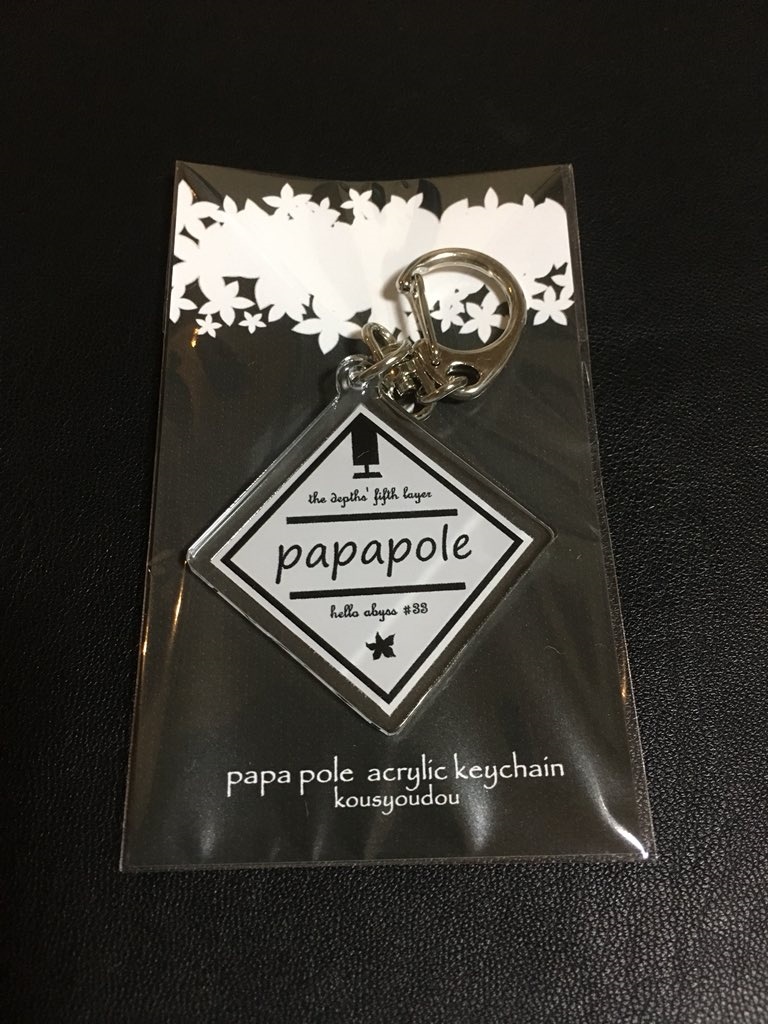 the depths' fifth layer
papapole
hello abyss #33
papa pole acrylic keychain
kousyoudou